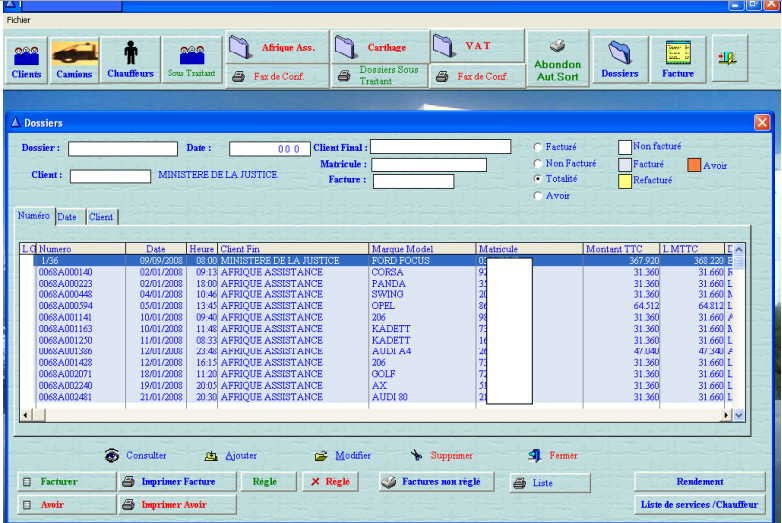 Fichier
Clients
Camions
Chauffeurs
Sous Traitant
Afrique Ass.
Fax de Conf.
Carthage
Dossiers Sous Traitant
V A T
Fax de Conf.
Abondon Aut.Sort
Dossiers
Facture
Dossiers
Dossier : Date : 0 0 0 Client Final :
Matricule :
Client : MINISTERE DE LA JUSTICE Facture :
Facturé
Non Facturé
Totalité
Avoir
Non facturé
Facturé
Refacturé
Avoir
Numéro Date Client
L G Numero Date Heure Client Fin Marque Model Matricule Montant TTC L MTTC
1/36 09/09/2008 08:00 MINISTERE DE LA JUSTICE FORD FOCUS 367.920 368.220
0068A000140 02/01/2008 09:13 AFRIQUE ASSISTANCE CORSA 92 31.360 31.660 R
0068A000223 02/01/2008 18:00 AFRIQUE ASSISTANCE PANDA 31.360 31.660 L
0068A000448 04/01/2008 10:46 AFRIQUE ASSISTANCE SWING 20 31.360 31.660
0068A000594 05/01/2008 13:45 AFRIQUE ASSISTANCE OPEL 86 64.512 64.812 L
0068A001141 10/01/2008 09:40 AFRIQUE ASSISTANCE 206 98 31.360 31.660 A
0068A001163 10/01/2008 11:48 AFRIQUE ASSISTANCE KADETT 73 31.360 31.660
0068A001250 11/01/2008 08:33 AFRIQUE ASSISTANCE KADETT 16 31.360 31.660 L
0068A001386 12/01/2008 23:48 AFRIQUE ASSISTANCE AUDI A4 26 47.040 47.340 A
0068A001428 12/01/2008 16:15 AFRIQUE ASSISTANCE 206 73 31.360 31.660 L
0068A002071 18/01/2008 11:20 AFRIQUE ASSISTANCE GOLF 72 31.360 31.660 L
0068A002240 19/01/2008 20:05 AFRIQUE ASSISTANCE AX 51 31.360 31.660 L
0068A002481 21/01/2008 20:30 AFRIQUE ASSISTANCE AUDI 80 21 31.360 31.660 L
Consulter Ajouter Modifier Supprimer Fermer
Facturer Imprimer Facture Réglé Réglé Factures non réglé Liste Rendement
Avoir Imprimer Avoir Liste de services / Chauffeur